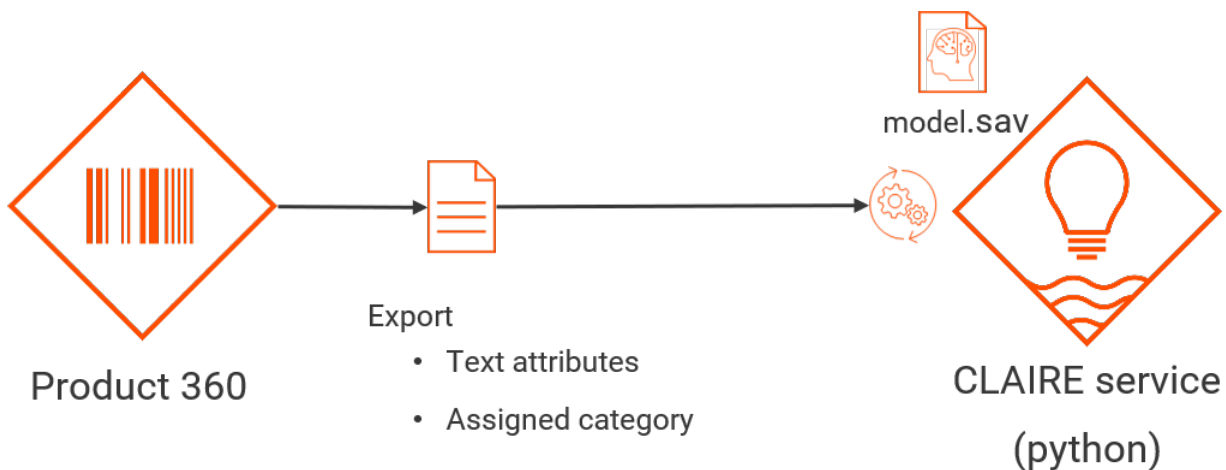 model.sav
Export
• Text attributes
• Assigned category
Product 360
CLAIRE service
(python)